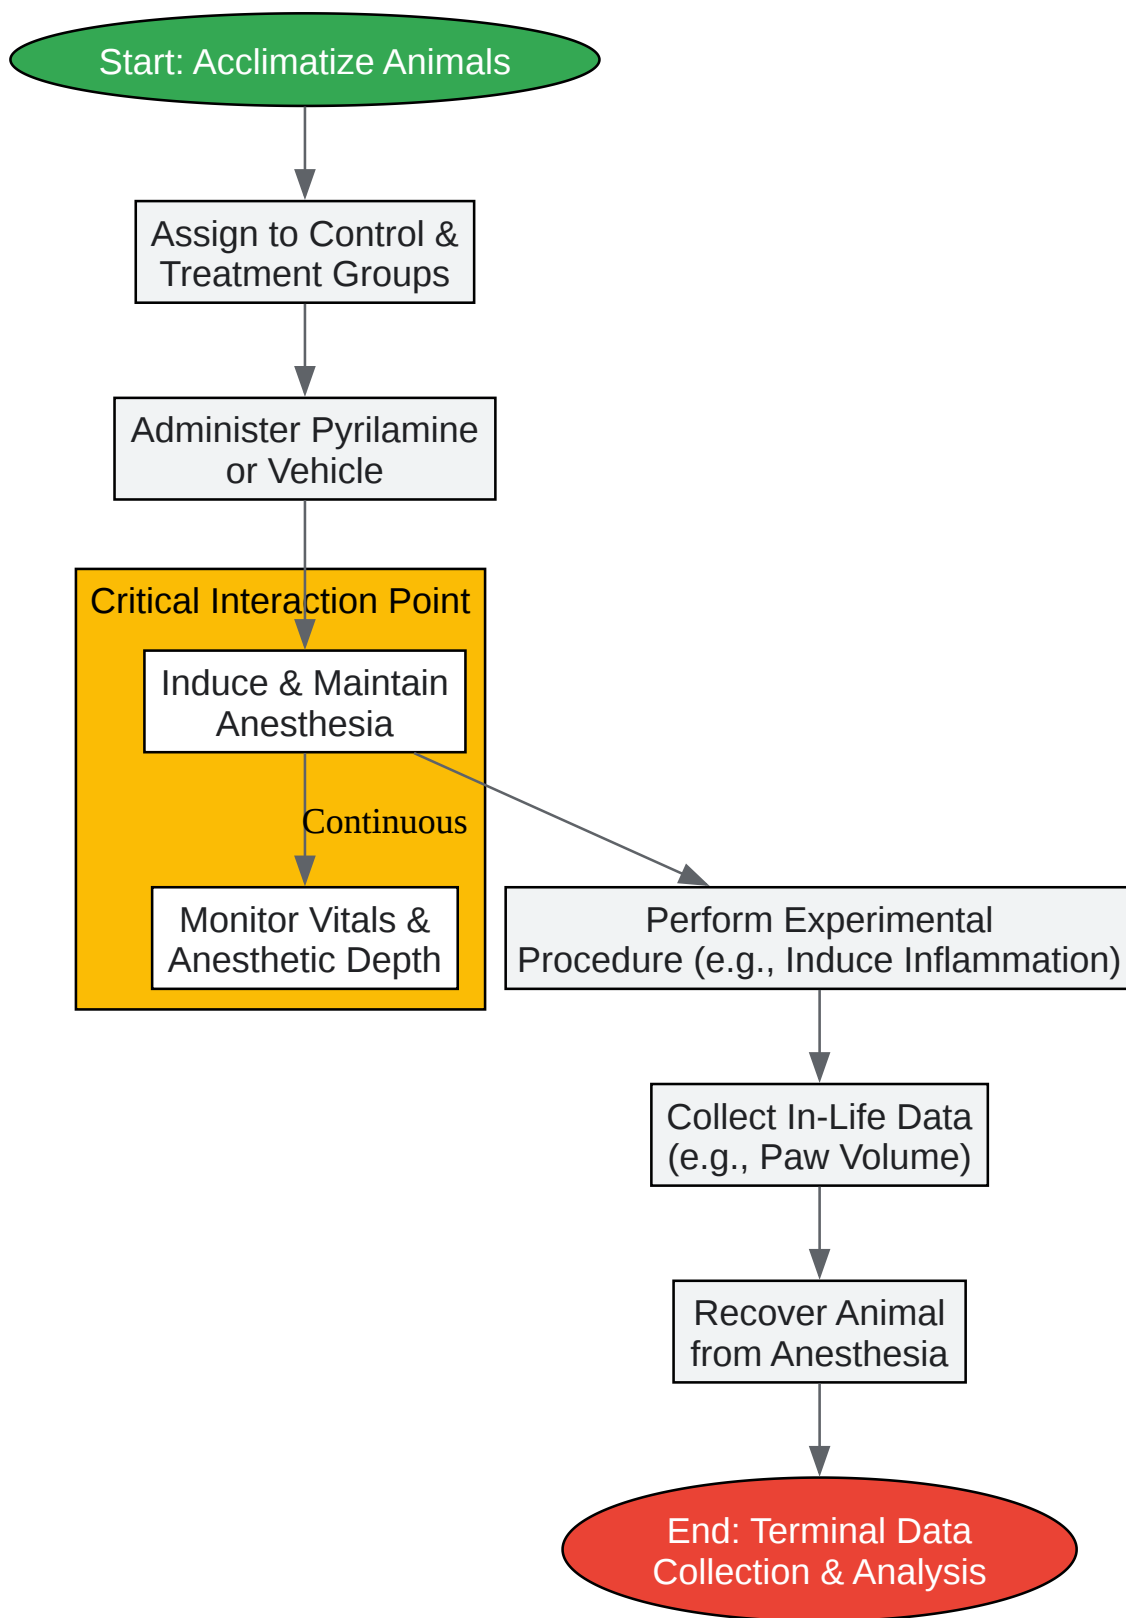 Start: Acclimatize Animals
Assign to Control &
Treatment Groups
Administer Pyrilamine
or Vehicle
Critical Interaction Point
Induce & Maintain
Anesthesia
Continuous
Monitor Vitals &
Anesthetic Depth
Perform Experimental
Procedure (e.g., Induce Inflammation)
Collect In-Life Data
(e.g., Paw Volume)
Recover Animal
from Anesthesia
End: Terminal Data
Collection & Analysis